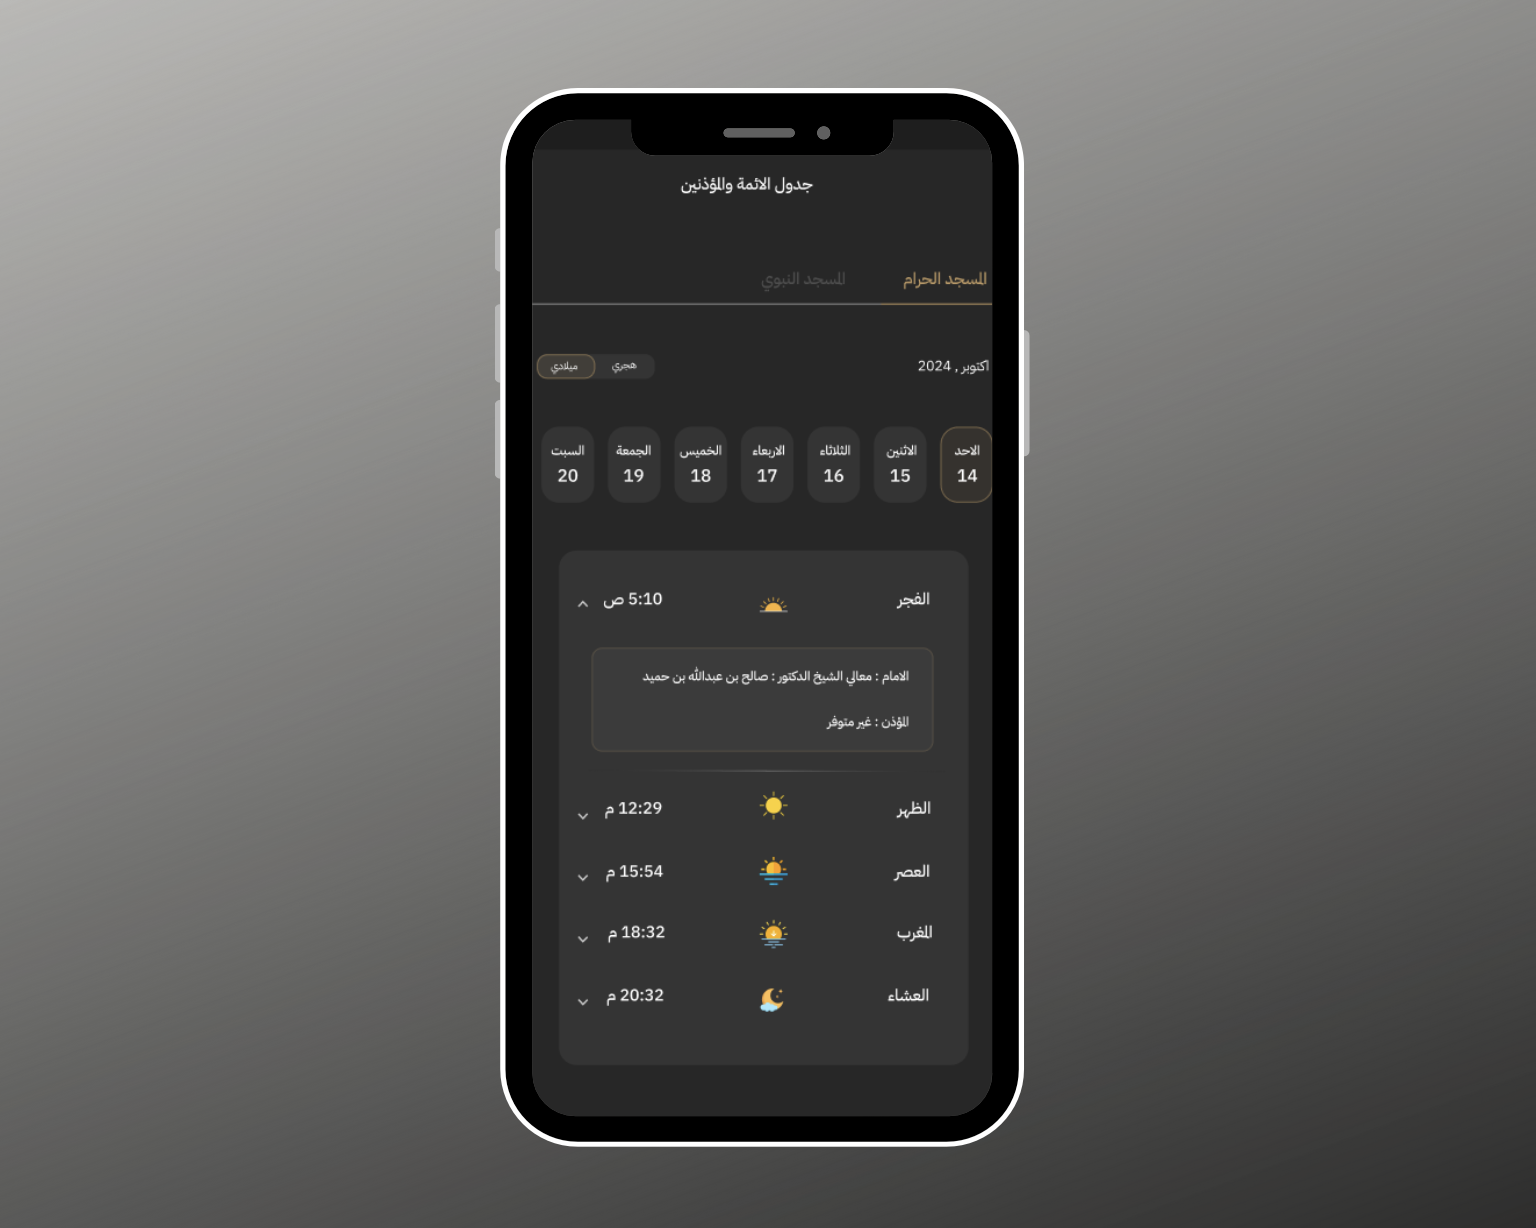 جدول الائمة والمؤذنين
المسجد الحرام المسجد النبوي
اكتوبر , 2024 هجري ميلادي
الاحد الاثنين الثلاثاء الاربعاء الخميس الجمعة السبت
14 15 16 17 18 19 20
الفجر 5:10 ص
الامام : معالي الشيخ الدكتور : صالح بن عبدالله بن حميد
المؤذن : غير متوفر
الظهر 12:29 م
العصر 15:54 م
المغرب 18:32 م
العشاء 20:32 م